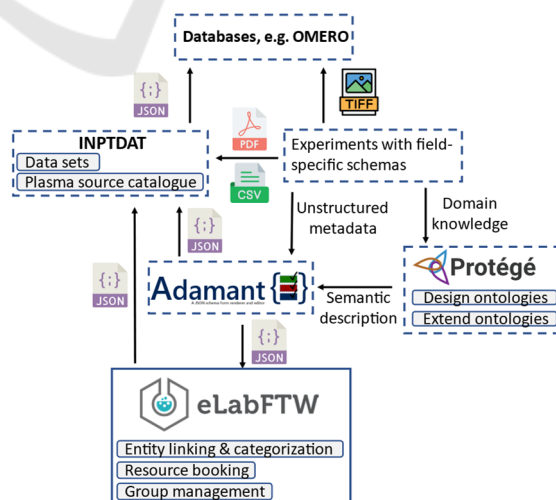 Databases, e.g. OMERO
{;}
JSON
TIFF
PDF
CSV
INPTDAT
Data sets
Plasma source catalogue
Experiments with field-
specific schemas
Unstructured
metadata
Domain
knowledge
{;}
JSON
{;}
JSON
Adamant
A JSON schema form renderer and editor
Semantic
description
Protégé
Design ontologies
Extend ontologies
{;}
JSON
eLabFTW
Entity linking & categorization
Resource booking
Group management